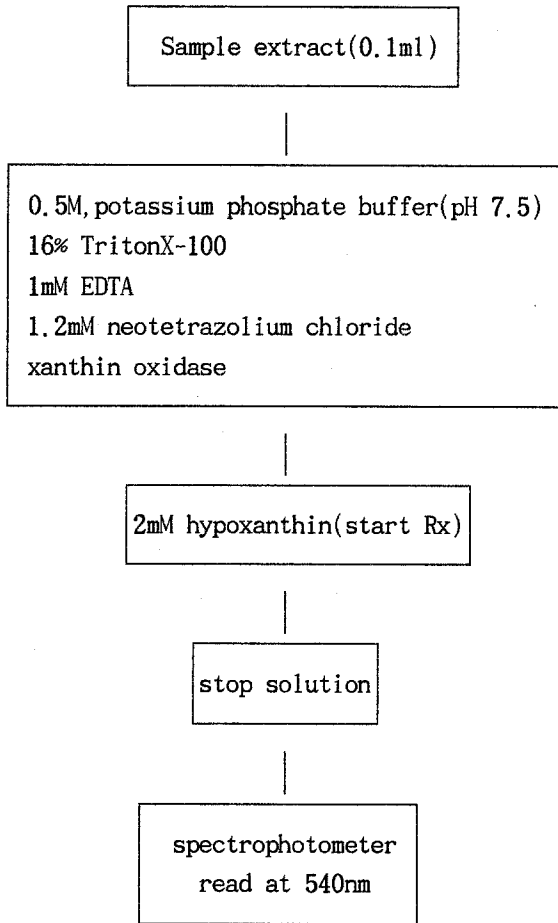 Sample extract(0.1ml)
0.5M,potassium phosphate buffer(pH 7.5)
16% TritonX-100
1mM EDTA
1.2mM neotetrazolium chloride
xanthin oxidase
2mM hypoxanthin(start Rx)
stop solution
spectrophotometer
read at 540nm